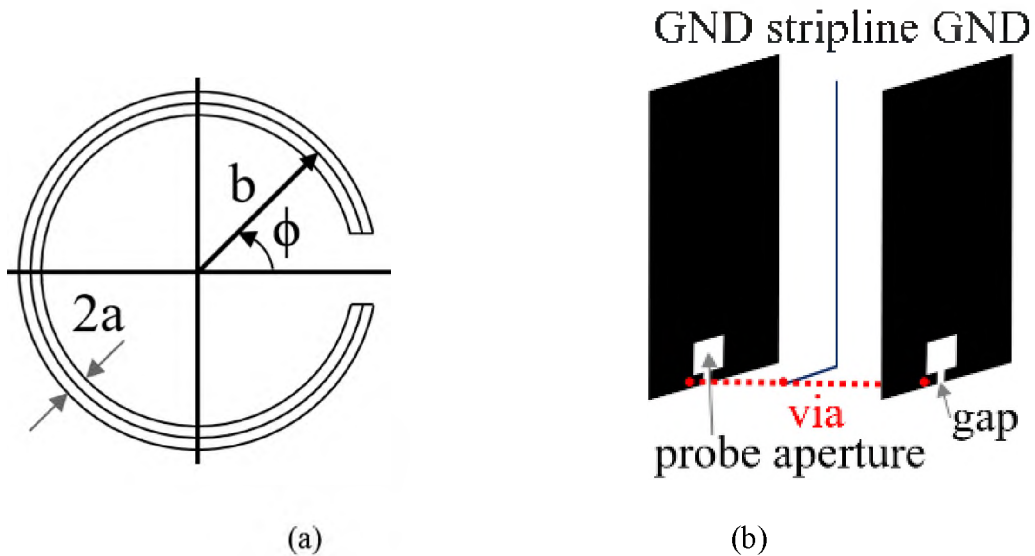 GND stripline GND
b
ϕ
2a
via
gap
probe aperture
(a)
(b)